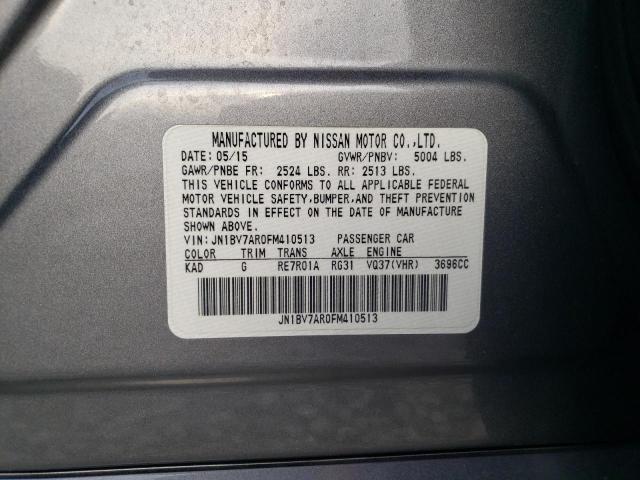 MANUFACTURED BY NISSAN MOTOR CO.,LTD.
DATE: 05/15 GVWR/PNBV: 5004 LBS.
GAWR/PNBE FR: 2524 LBS. RR: 2513 LBS.
THIS VEHICLE CONFORMS TO ALL APPLICABLE FEDERAL
MOTOR VEHICLE SAFETY,BUMPER,AND THEFT PREVENTION
STANDARDS IN EFFECT ON THE DATE OF MANUFACTURE
SHOWN ABOVE.
VIN: JN1BV7AR0FM410513 PASSENGER CAR
COLOR TRIM TRANS AXLE ENGINE
KAD G RE7R01A RG31 VQ37(VHR) 3696CC
JN1BV7AR0FM410513